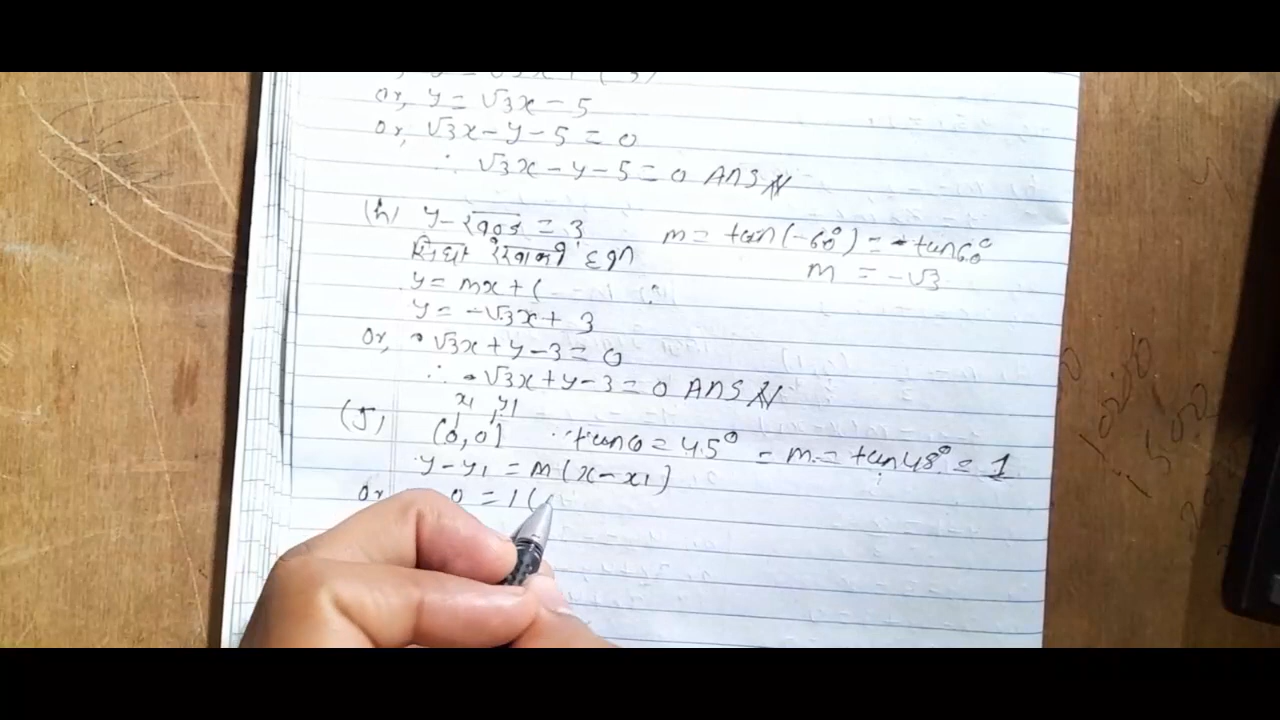 or, y = √3x - 5
or, √3x - y - 5 = 0
∴ √3x - y - 5 = 0 Ans
(h) y - खण्ड = 3 m = tan(-60°) = -tan60°
m = -√3
y = mx + c
y = -√3x + 3
or, √3x + y - 3 = 0
∴ √3x + y - 3 = 0 Ans
x₁ y₁
(J) (0, 0) tanθ = 45° = m = tan45° = 1
y - y₁ = m(x - x₁)
or 0 = 1(